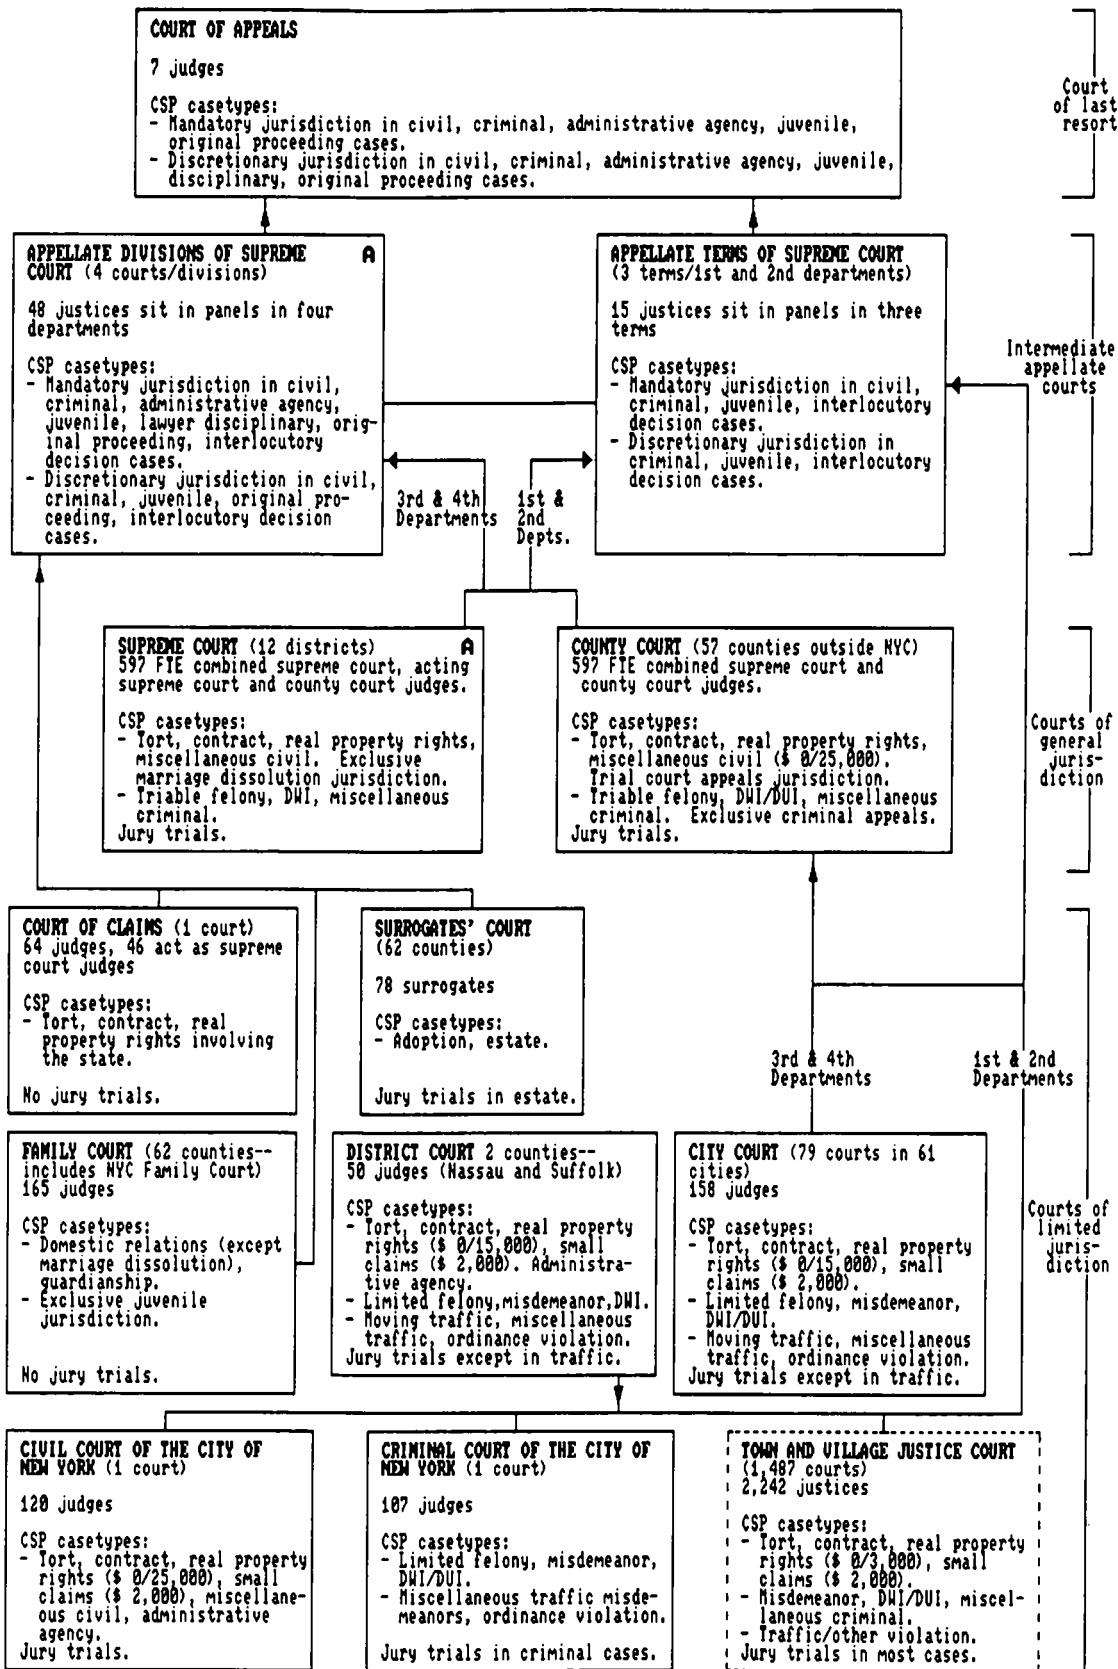 COURT OF APPEALS
7 judges
CSP casetypes:
- Mandatory jurisdiction in civil, criminal, administrative agency, juvenile,
original proceeding cases.
- Discretionary jurisdiction in civil, criminal, administrative agency, juvenile,
disciplinary, original proceeding cases.
Court
of last
resort
APPELLATE DIVISIONS OF SUPREME
COURT (4 courts/divisions)
A
48 justices sit in panels in four
departments
CSP casetypes:
- Mandatory jurisdiction in civil,
criminal, administrative agency,
juvenile, lawyer disciplinary, orig-
inal proceeding, interlocutory
decision cases.
- Discretionary jurisdiction in civil,
criminal, juvenile, original pro-
ceeding, interlocutory decision
cases.
3rd & 4th
Departments
1st &
2nd
Depts.
APPELLATE TERMS OF SUPREME COURT
(3 terms/1st and 2nd departments)
15 justices sit in panels in three
terms
CSP casetypes:
- Mandatory jurisdiction in civil,
criminal, juvenile, interlocutory
decision cases.
- Discretionary jurisdiction in
criminal, juvenile, interlocutory
decision cases.
Intermediate
appellate
courts
SUPREME COURT (12 districts)
A
597 FTE combined supreme court, acting
supreme court and county court judges.
CSP casetypes:
- Tort, contract, real property rights,
miscellaneous civil. Exclusive
marriage dissolution jurisdiction.
- Triable felony, DWI, miscellaneous
criminal.
Jury trials.
COUNTY COURT (57 counties outside NYC)
597 FTE combined supreme court and
county court judges.
CSP casetypes:
- Tort, contract, real property rights,
miscellaneous civil ($ 0/25,000).
Trial court appeals jurisdiction.
- Triable felony, DWI/DUI, miscellaneous
criminal. Exclusive criminal appeals.
Jury trials.
Courts of
general
juris-
diction
COURT OF CLAIMS (1 court)
64 judges, 46 act as supreme
court judges
CSP casetypes:
- Tort, contract, real
property rights involving
the state.
No jury trials.
SURROGATES' COURT
(62 counties)
78 surrogates
CSP casetypes:
- Adoption, estate.
Jury trials in estate.
3rd & 4th
Departments
1st & 2nd
Departments
FAMILY COURT (62 counties--
includes NYC Family Court)
165 judges
CSP casetypes:
- Domestic relations (except
marriage dissolution),
guardianship.
- Exclusive juvenile
jurisdiction.
No jury trials.
DISTRICT COURT 2 counties--
50 judges (Nassau and Suffolk)
CSP casetypes:
- Tort, contract, real property
rights ($ 0/15,000), small
claims ($ 2,000). Administra-
tive agency.
- Limited felony,misdemeanor,DWI.
- Moving traffic, miscellaneous
traffic, ordinance violation.
Jury trials except in traffic.
CITY COURT (79 courts in 61
cities)
158 judges
CSP casetypes:
- Tort, contract, real property
rights ($ 0/15,000), small
claims ($ 2,000).
- Limited felony, misdemeanor,
DWI/DUI.
- Moving traffic, miscellaneous
traffic, ordinance violation.
Jury trials except in traffic.
Courts of
limited
juris-
diction
CIVIL COURT OF THE CITY OF
NEW YORK (1 court)
120 judges
CSP casetypes:
- Tort, contract, real property
rights ($ 0/25,000), small
claims ($ 2,000), miscellane-
ous civil, administrative
agency.
Jury trials.
CRIMINAL COURT OF THE CITY OF
NEW YORK (1 court)
107 judges
CSP casetypes:
- Limited felony, misdemeanor,
DWI/DUI.
- Miscellaneous traffic misde-
meanors, ordinance violation.
Jury trials in criminal cases.
TOWN AND VILLAGE JUSTICE COURT
(1,487 courts)
2,242 justices
CSP casetypes:
- Tort, contract, real property
rights ($ 0/3,000), small
claims ($ 2,000).
- Misdemeanor, DWI/DUI, miscel-
laneous criminal.
- Traffic/other violation.
Jury trials in most cases.